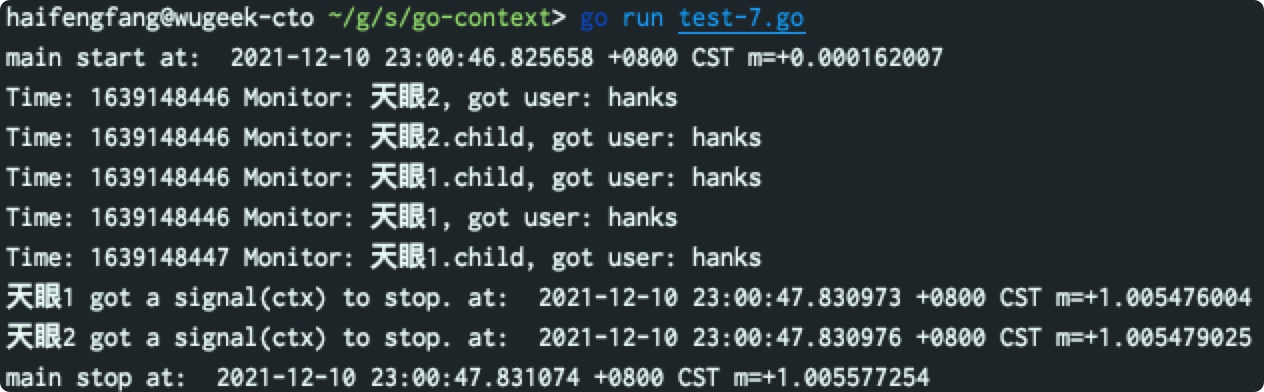 haifengfang@wugeek-cto ~/g/s/go-context> go run test-7.go
main start at:  2021-12-10 23:00:46.825658 +0800 CST m=+0.000162007
Time: 1639148446 Monitor: 天眼2, got user: hanks
Time: 1639148446 Monitor: 天眼2.child, got user: hanks
Time: 1639148446 Monitor: 天眼1.child, got user: hanks
Time: 1639148446 Monitor: 天眼1, got user: hanks
Time: 1639148447 Monitor: 天眼1.child, got user: hanks
天眼1 got a signal(ctx) to stop. at:  2021-12-10 23:00:47.830973 +0800 CST m=+1.005476004
天眼2 got a signal(ctx) to stop. at:  2021-12-10 23:00:47.830976 +0800 CST m=+1.005479025
main stop at:  2021-12-10 23:00:47.831074 +0800 CST m=+1.005577254